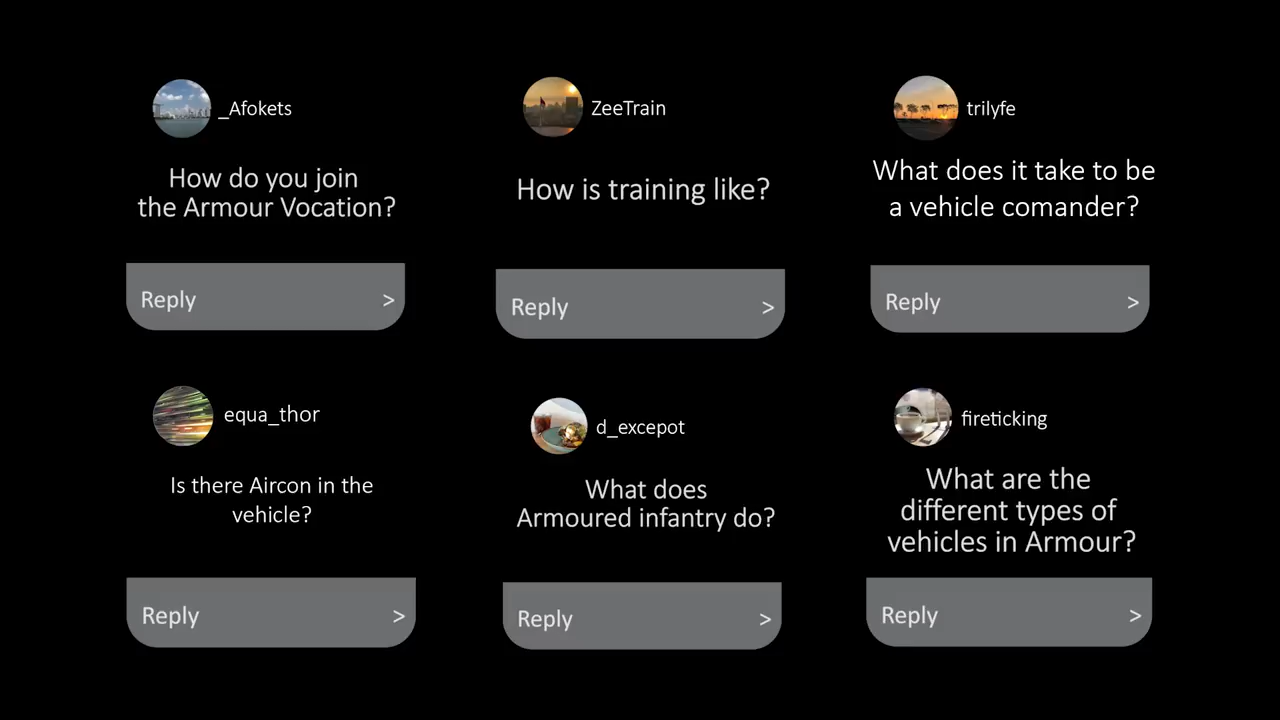 _Afokets
How do you join
the Armour Vocation?
Reply >
ZeeTrain
How is training like?
Reply >
trilyfe
What does it take to be
a vehicle comander?
Reply >
equa_thor
Is there Aircon in the
vehicle?
Reply >
d_excepot
What does
Armoured infantry do?
Reply >
fireticking
What are the
different types of
vehicles in Armour?
Reply >